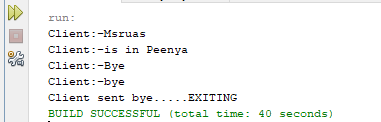 run:
Client:-Msruas
Client:-is in Peenya
Client:-Bye
Client:-bye
Client sent bye.....EXITING
BUILD SUCCESSFUL (total time: 40 seconds)